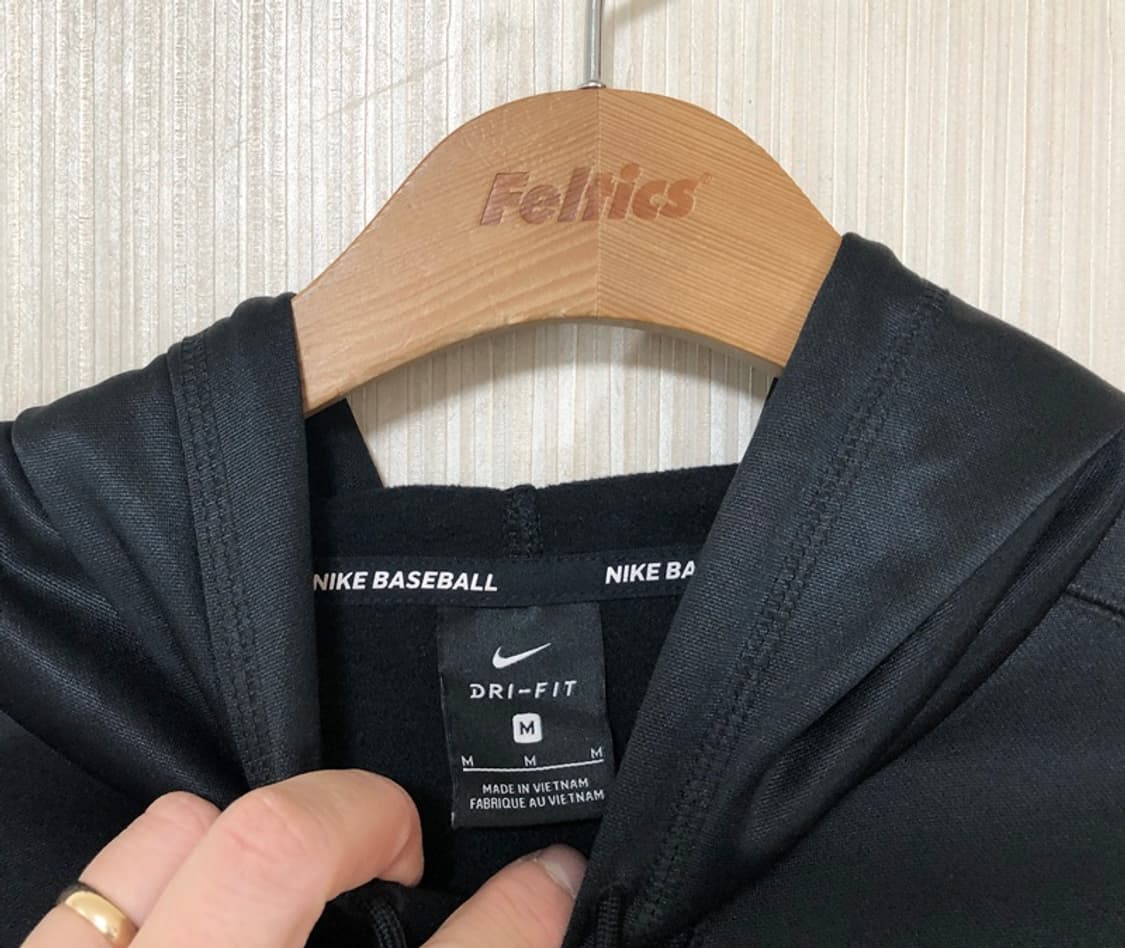 Feltics
NIKE BASEBALL NIKE BA
DRI-FIT
M
M M M
MADE IN VIETNAM
FABRIQUE AU VIETNAM